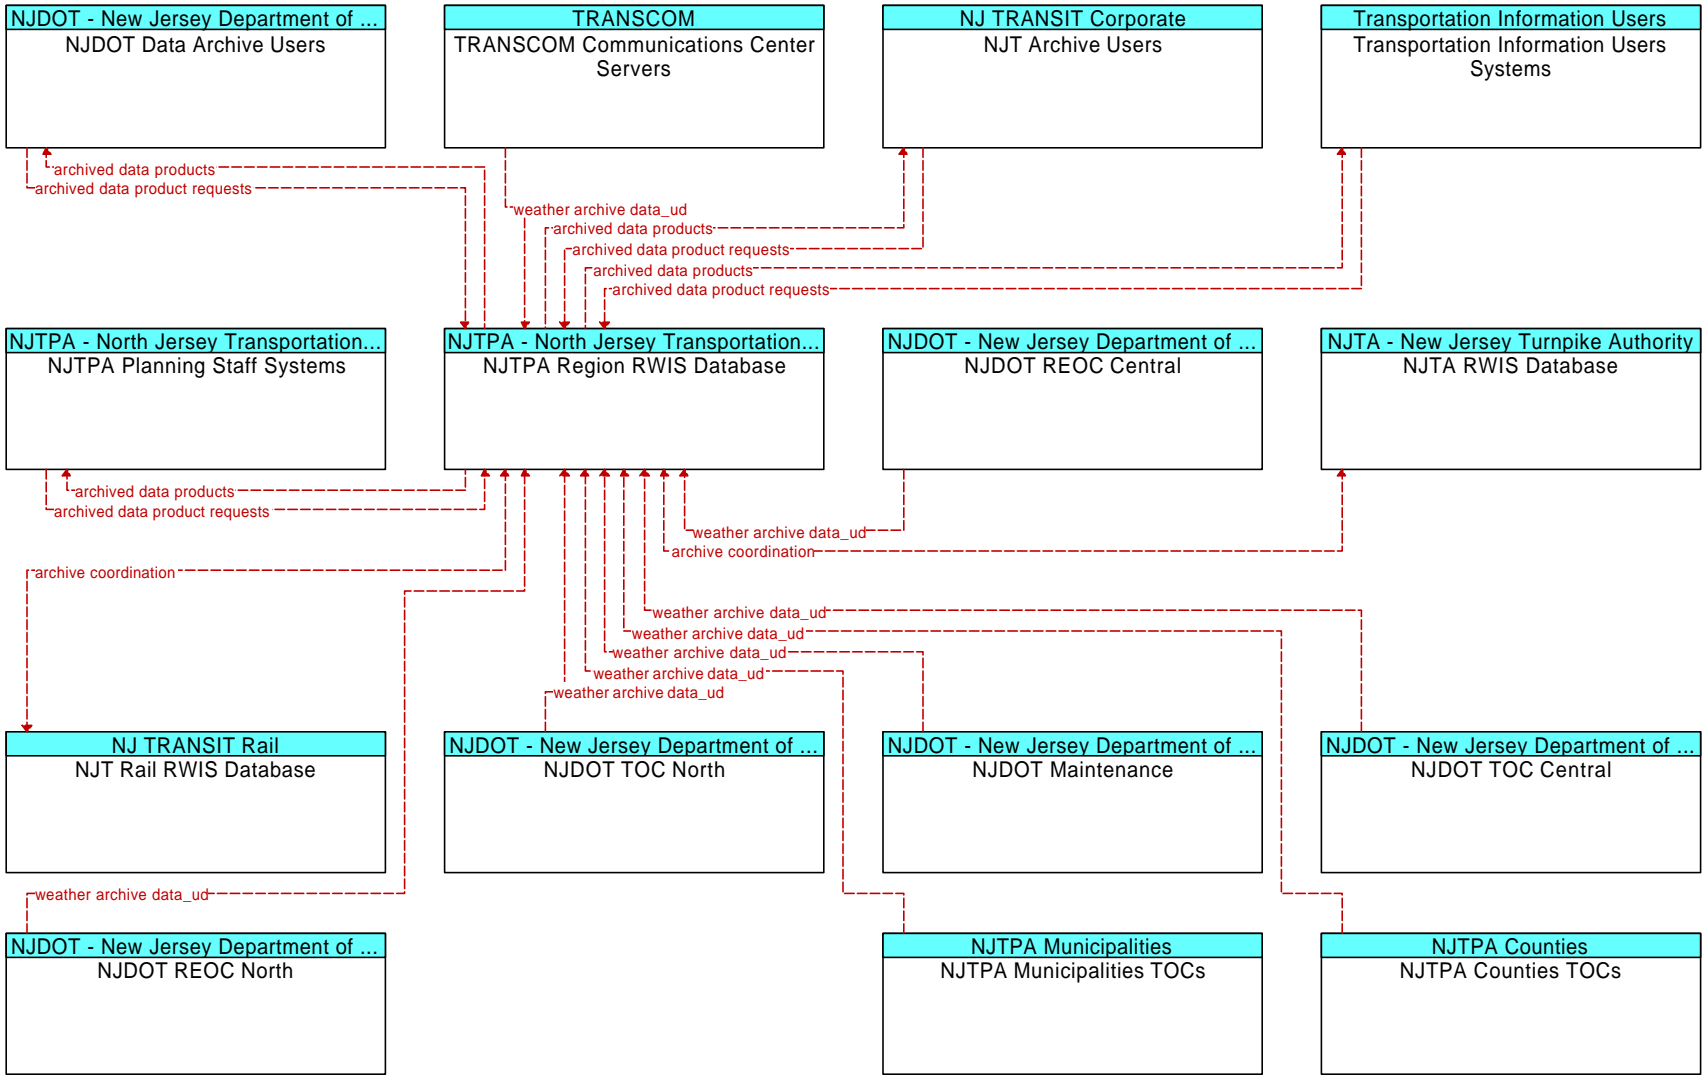 NJDOT - New Jersey Department of ...
NJDOT Data Archive Users
TRANSCOM
TRANSCOM Communications Center
Servers
NJ TRANSIT Corporate
NJT Archive Users
Transportation Information Users
Transportation Information Users
Systems
archived data products
archived data product requests
weather archive data_ud
archived data products
archived data product requests
archived data products
archived data product requests
NJTPA - North Jersey Transportation...
NJTPA Planning Staff Systems
NJTPA - North Jersey Transportation...
NJTPA Region RWIS Database
NJDOT - New Jersey Department of ...
NJDOT REOC Central
NJTA - New Jersey Turnpike Authority
NJTA RWIS Database
archived data products
archived data product requests
weather archive data_ud
archive coordination
archive coordination
weather archive data_ud
weather archive data_ud
weather archive data_ud
weather archive data_ud
weather archive data_ud
NJ TRANSIT Rail
NJT Rail RWIS Database
NJDOT - New Jersey Department of ...
NJDOT TOC North
NJDOT - New Jersey Department of ...
NJDOT Maintenance
NJDOT - New Jersey Department of ...
NJDOT TOC Central
weather archive data_ud
NJDOT - New Jersey Department of ...
NJDOT REOC North
NJTPA Municipalities
NJTPA Municipalities TOCs
NJTPA Counties
NJTPA Counties TOCs